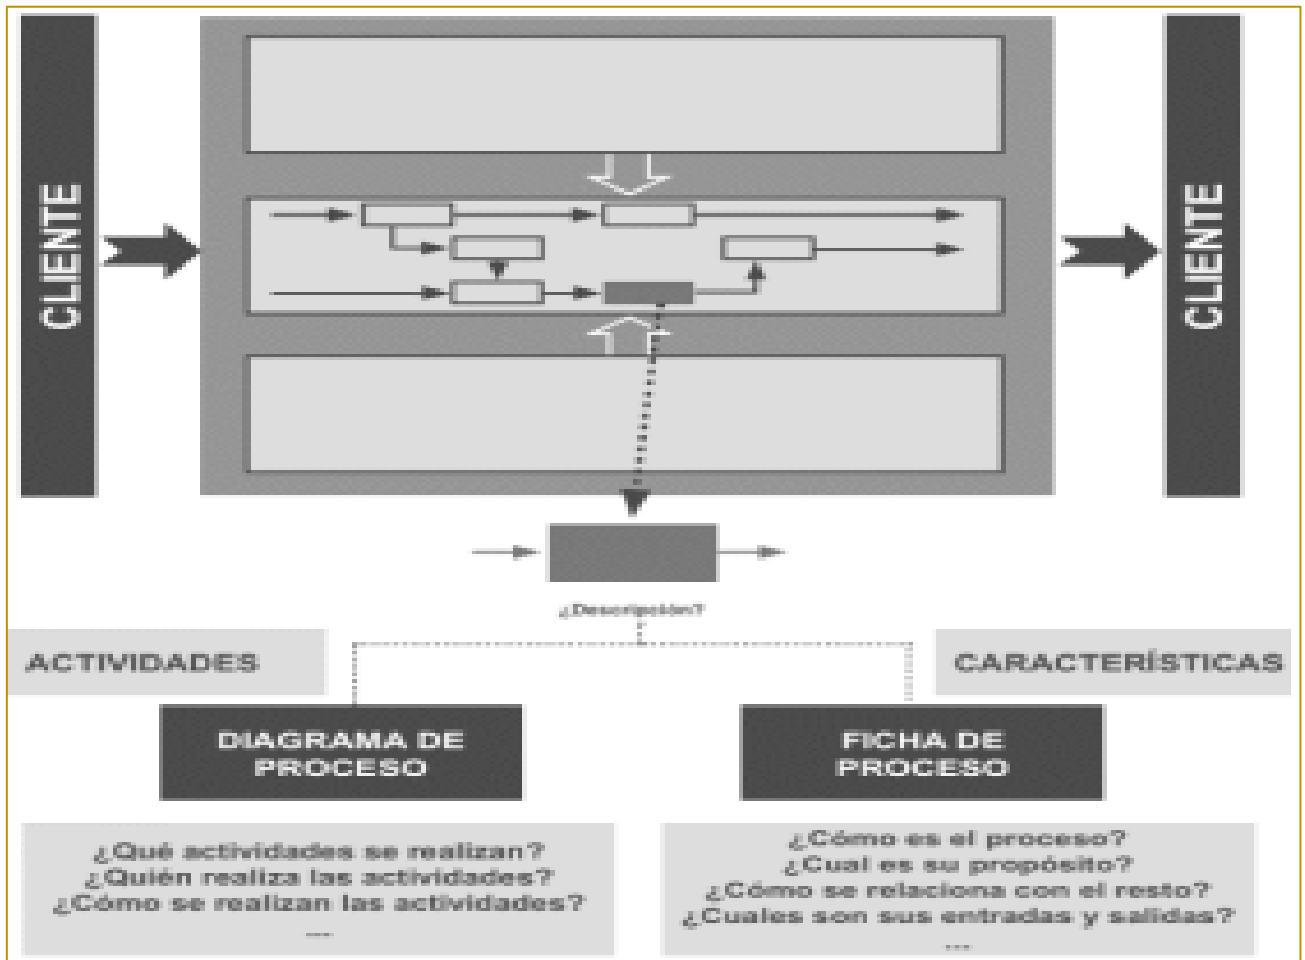 CLIENTE
CLIENTE
¿Descripción?
ACTIVIDADES
CARACTERÍSTICAS
DIAGRAMA DE
PROCESO
FICHA DE
PROCESO
¿Qué actividades se realizan?
¿Quién realiza las actividades?
¿Cómo se realizan las actividades?
...
¿Cómo es el proceso?
¿Cual es su propósito?
¿Cómo se relaciona con el resto?
¿Cuales son sus entradas y salidas?
...